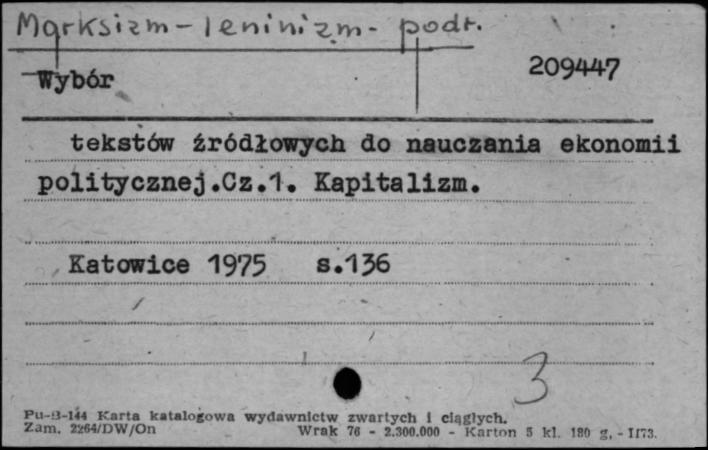 Marksizm-leninizm- podr.
Wybór
209447
tekstów źródłowych do nauczania ekonomii
politycznej.Cz.1. Kapitalizm.
Katowice 1975 s.136
3
Pu-B-144 Karta katalogowa wydawnictw zwartych i ciągłych.
Zam. 2264/DW/On Wrak 76 - 2.300.000 - Karton 5 kl. 180 g. - 1173.